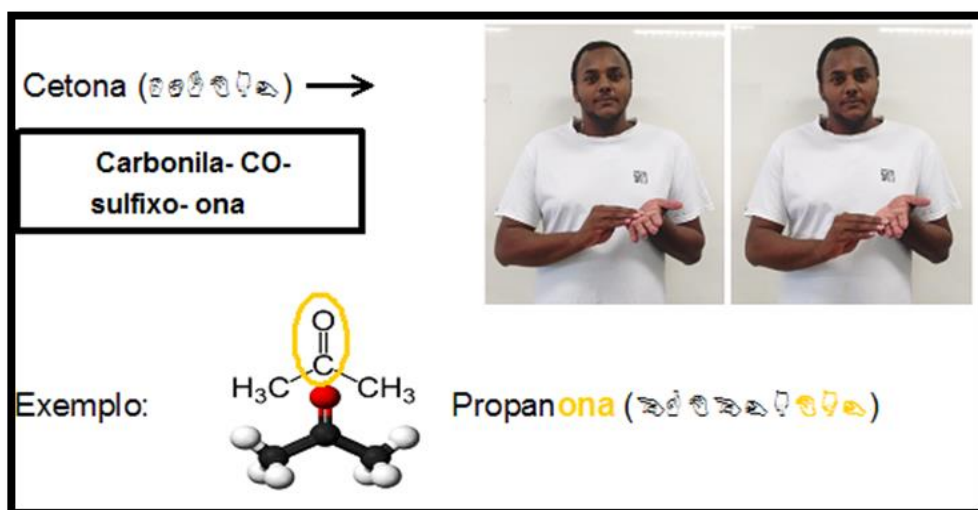 Cetona ( ) →
Carbonila- CO-
sulfixo- ona
O
C
H₃C CH₃
Exemplo:
Propanona ( )